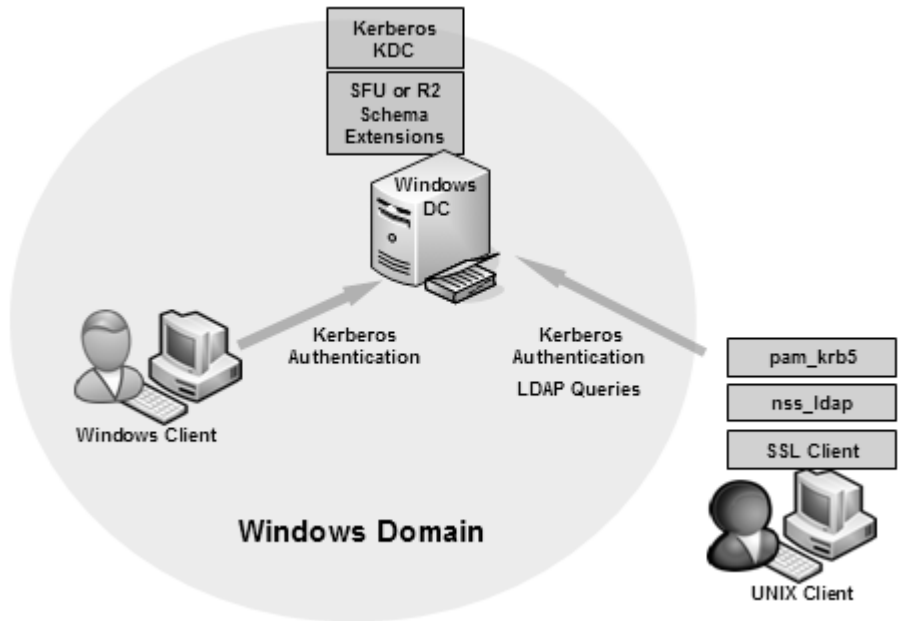 Kerberos
KDC
SFU or R2
Schema
Extensions
Windows
DC
Kerberos
Authentication
Kerberos
Authentication
LDAP Queries
Windows Client
pam_krb5
nss_ldap
SSL Client
UNIX Client
Windows Domain